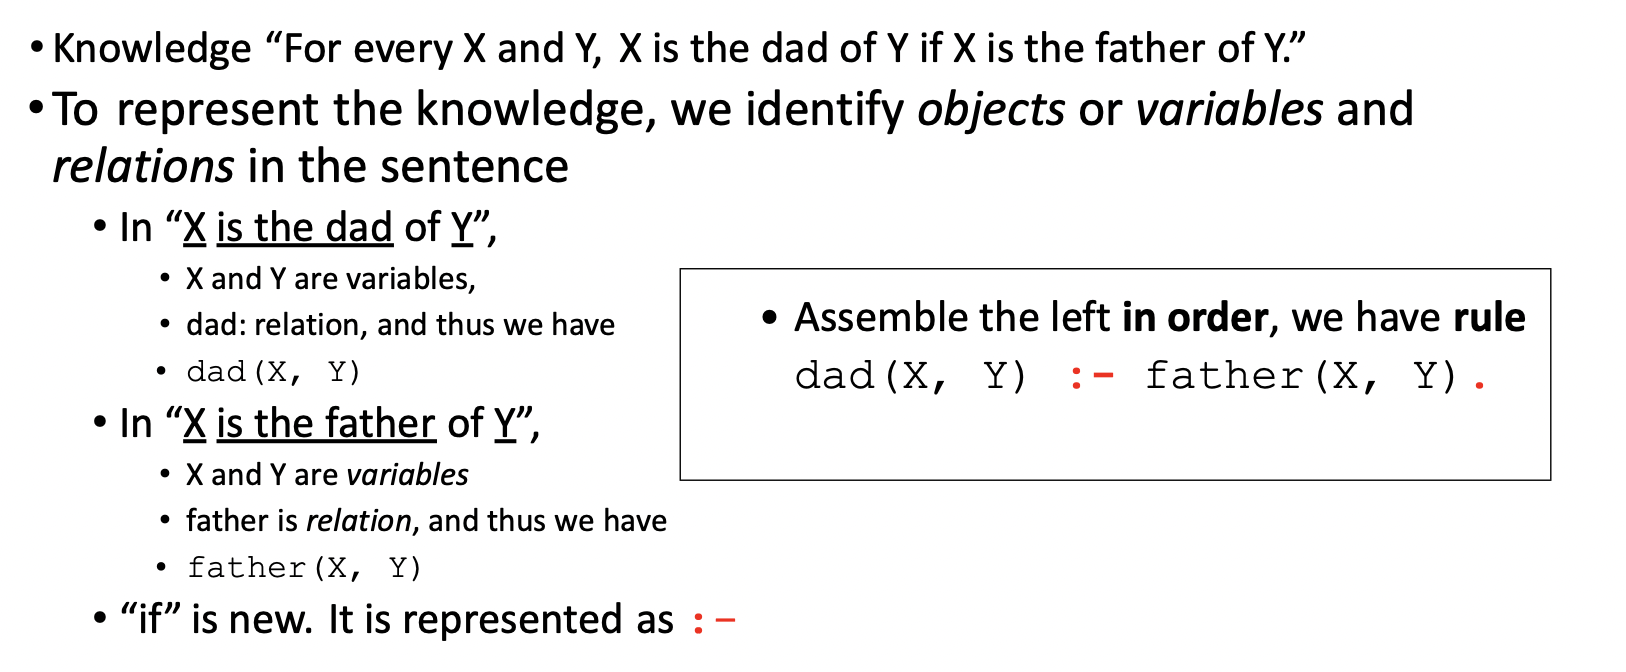 • Knowledge “For every X and Y, X is the dad of Y if X is the father of Y.”
• To represent the knowledge, we identify objects or variables and
relations in the sentence
• In “X is the dad of Y”,
• X and Y are variables,
• dad: relation, and thus we have
• dad(X, Y)
• In “X is the father of Y”,
• X and Y are variables
• father is relation, and thus we have
• father(X, Y)
• “if” is new. It is represented as :-
• Assemble the left in order, we have rule
dad(X, Y) :- father(X, Y).